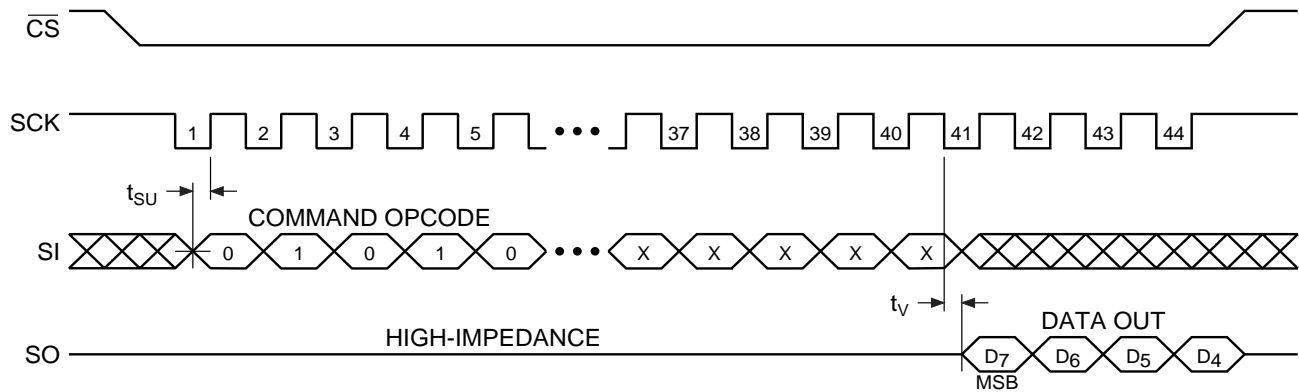 CS
SCK 1 2 3 4 5 ••• 37 38 39 40 41 42 43 44
tSU
COMMAND OPCODE
SI 0 1 0 1 0 ••• X X X X X
tV
HIGH-IMPEDANCE DATA OUT
SO D7 D6 D5 D4
MSB